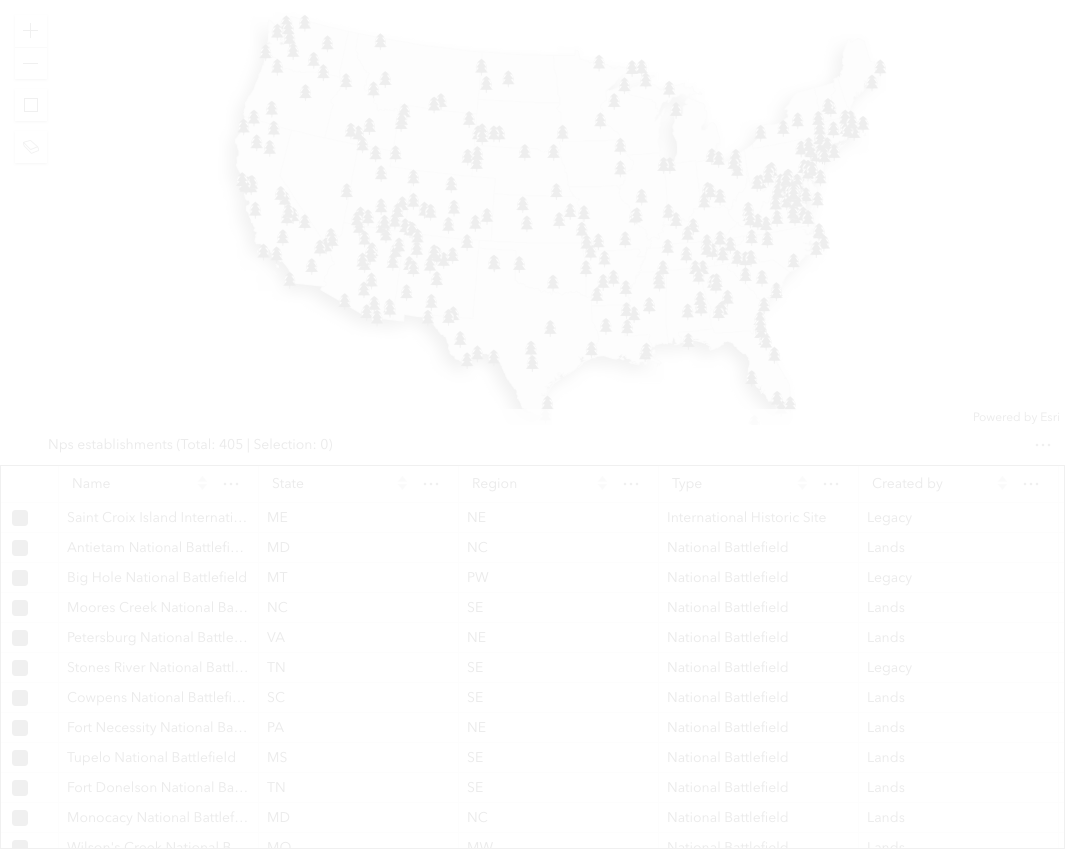 Powered by Esri
Nps establishments (Total: 405 | Selection: 0)
Name State Region Type Created by
Saint Croix Island Internati... ME NE International Historic Site Legacy
Antietam National Battlefi... MD NC National Battlefield Lands
Big Hole National Battlefield MT PW National Battlefield Legacy
Moores Creek National Ba... NC SE National Battlefield Lands
Petersburg National Battle... VA NE National Battlefield Lands
Stones River National Battl... TN SE National Battlefield Legacy
Cowpens National Battlefi... SC SE National Battlefield Lands
Fort Necessity National Ba... PA NE National Battlefield Lands
Tupelo National Battlefield MS SE National Battlefield Lands
Fort Donelson National Ba... TN SE National Battlefield Lands
Monocacy National Battlef... MD NC National Battlefield Lands
Wilson's Creek National B... MO MW National Battlefield Lands